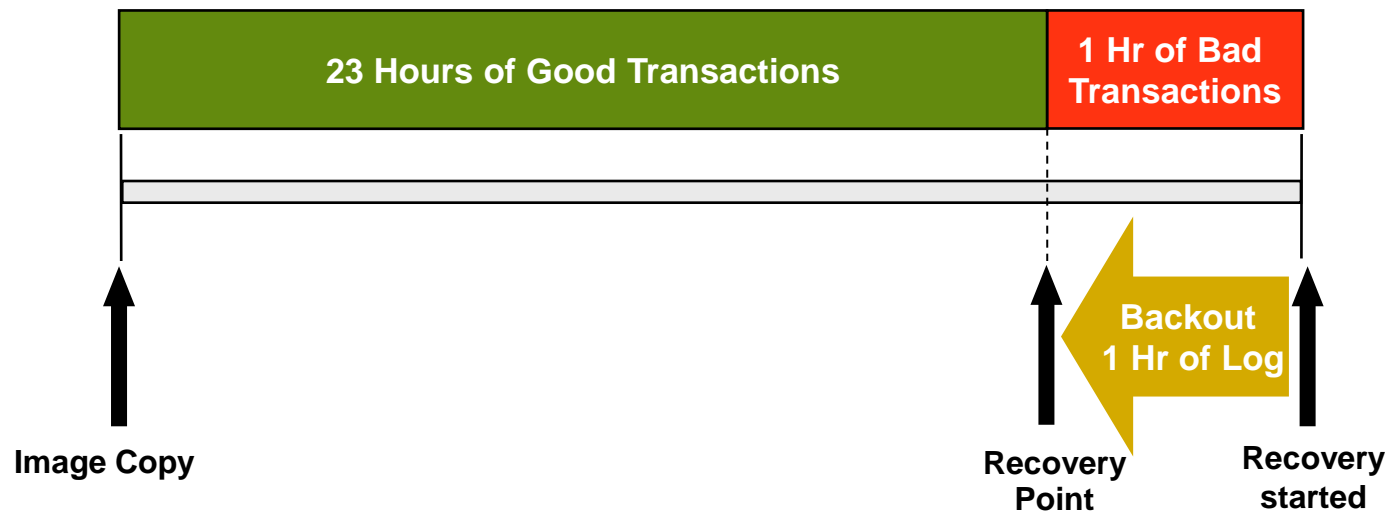 23 Hours of Good Transactions
1 Hr of Bad
Transactions
Backout
1 Hr of Log
Image Copy
Recovery
Point
Recovery
started